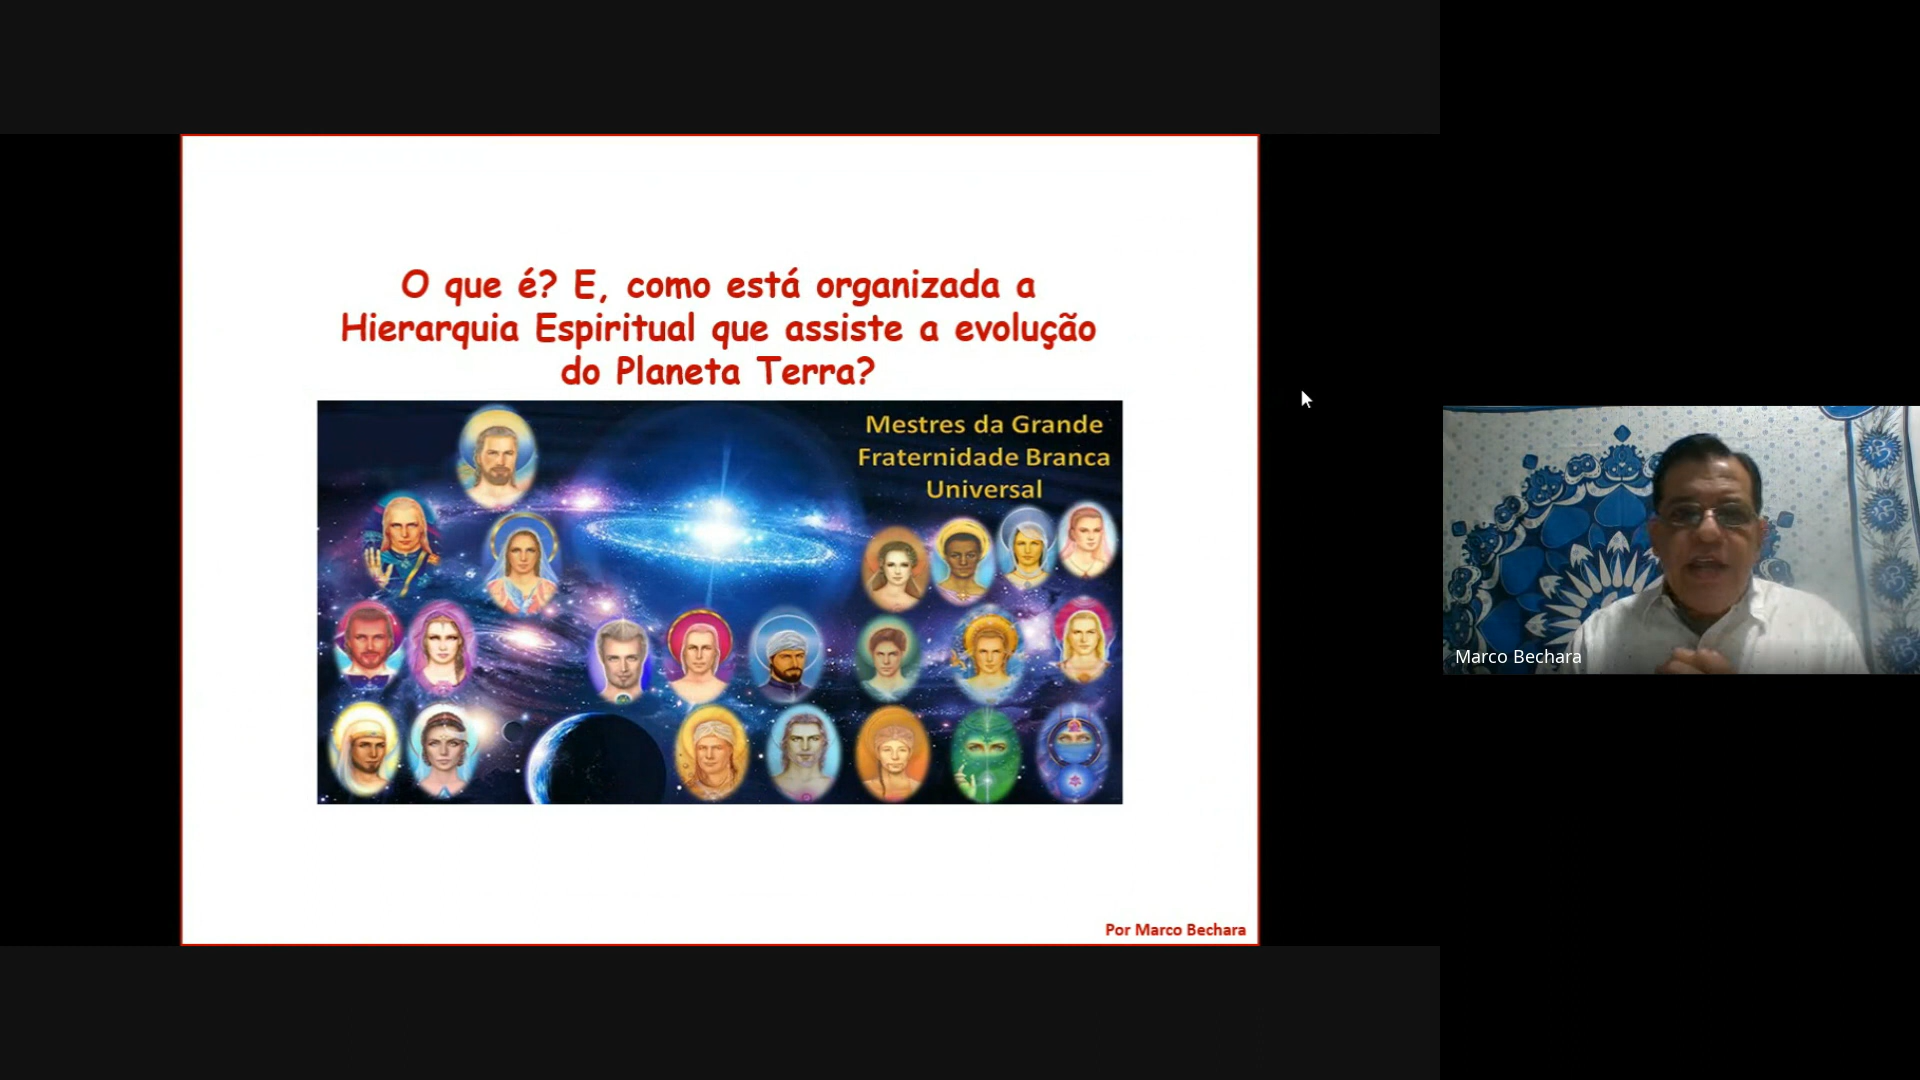 O que é? E, como está organizada a
Hierarquia Espiritual que assiste a evolução
do Planeta Terra?
Mestres da Grande
Fraternidade Branca
Universal
Por Marco Bechara
Marco Bechara